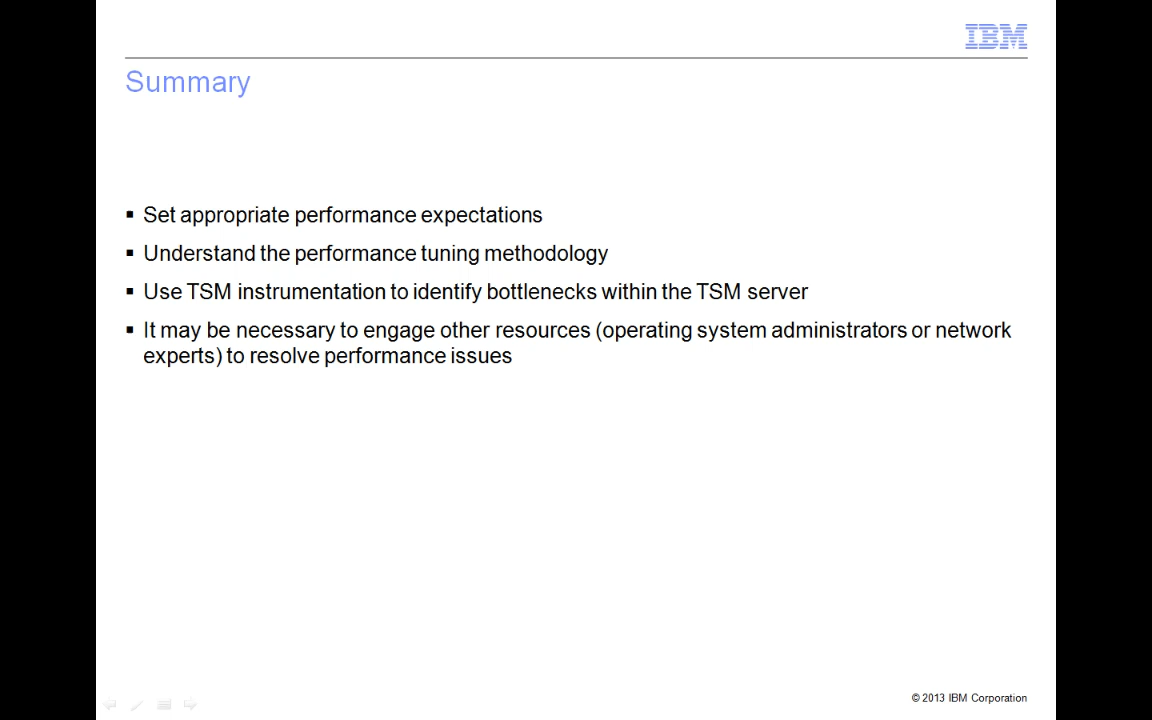 IBM
Summary
▪ Set appropriate performance expectations
▪ Understand the performance tuning methodology
▪ Use TSM instrumentation to identify bottlenecks within the TSM server
▪ It may be necessary to engage other resources (operating system administrators or network
experts) to resolve performance issues
© 2013 IBM Corporation